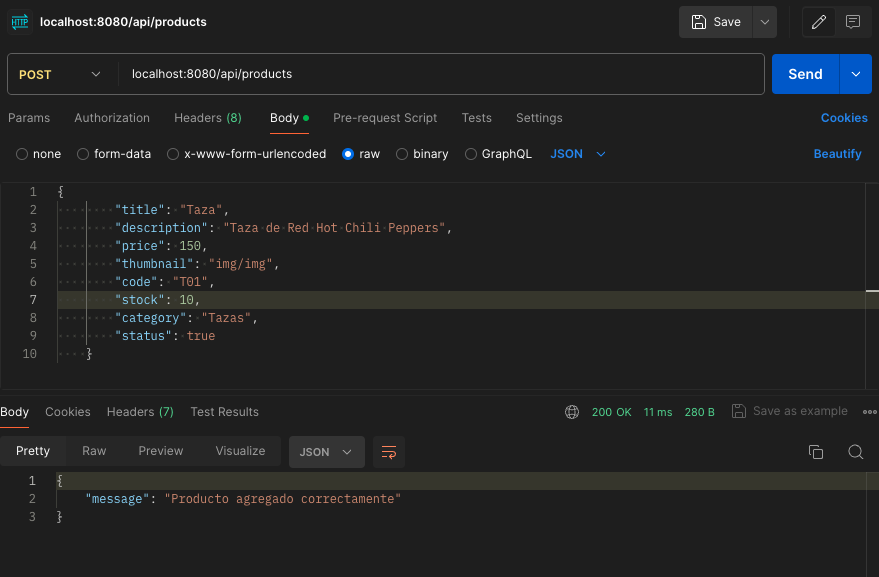 HTTP localhost:8080/api/products Save
POST localhost:8080/api/products Send
Params Authorization Headers (8) Body Pre-request Script Tests Settings Cookies
none form-data x-www-form-urlencoded raw binary GraphQL JSON Beautify
1 {
2 "title": "Taza",
3 "description": "Taza de Red Hot Chili Peppers",
4 "price": 150,
5 "thumbnail": "img/img",
6 "code": "T01",
7 "stock": 10,
8 "category": "Tazas",
9 "status": true
10 }
Body Cookies Headers (7) Test Results 200 OK 11 ms 280 B Save as example
Pretty Raw Preview Visualize JSON
1 {
2 "message": "Producto agregado correctamente"
3 }